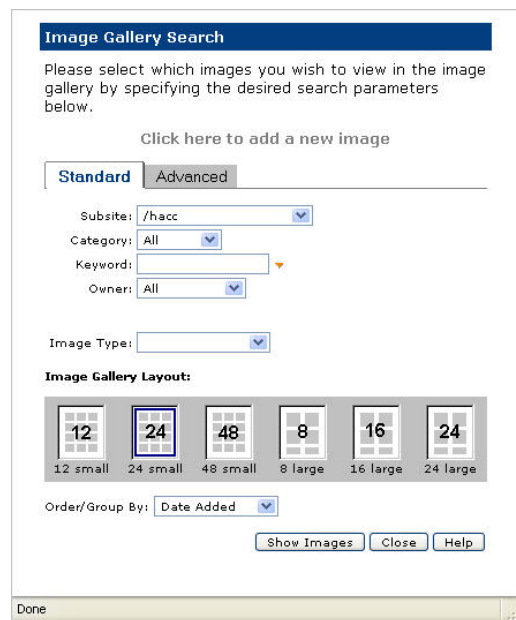 Image Gallery Search
Please select which images you wish to view in the image
gallery by specifying the desired search parameters
below.
Click here to add a new image
Standard Advanced
Subsite: /hacc
Category: All
Keyword:
Owner: All
Image Type:
Image Gallery Layout:
12 24 48 8 16 24
12 small 24 small 48 small 8 large 16 large 24 large
Order/Group By: Date Added
Show Images Close Help
Done